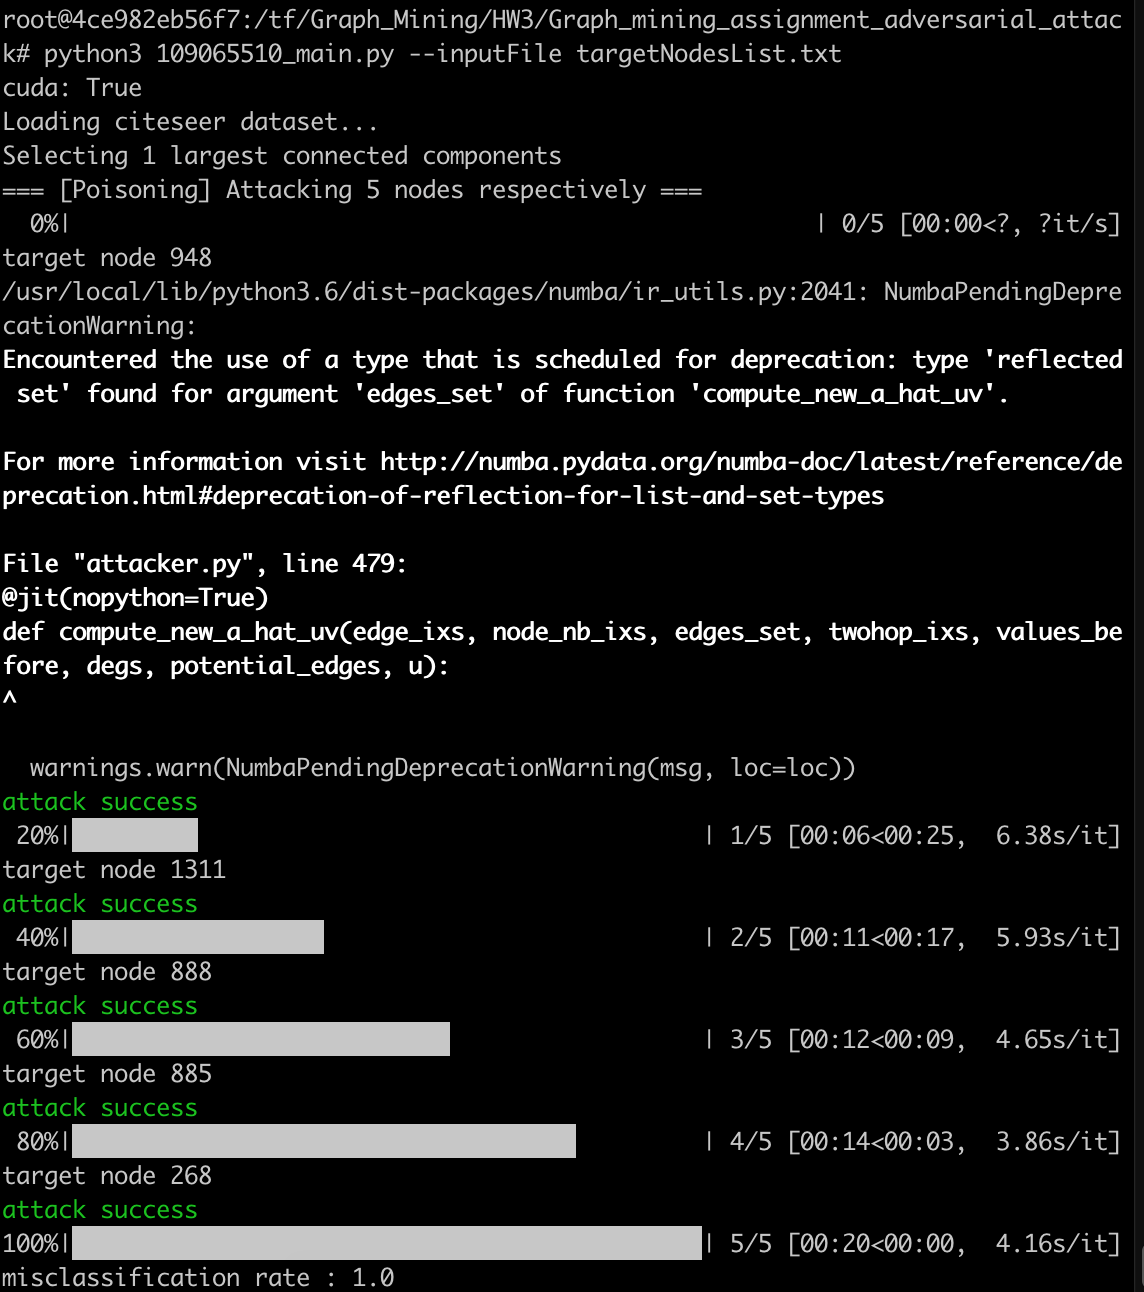 root@4ce982eb56f7:/tf/Graph_Mining/HW3/Graph_mining_assignment_adversarial_attac
k# python3 109065510_main.py --inputFile targetNodesList.txt
cuda: True
Loading citeseer dataset...
Selecting 1 largest connected components
=== [Poisoning] Attacking 5 nodes respectively ===
  0%|                                                     | 0/5 [00:00<?, ?it/s]
target node 948
/usr/local/lib/python3.6/dist-packages/numba/ir_utils.py:2041: NumbaPendingDepre
cationWarning:
Encountered the use of a type that is scheduled for deprecation: type 'reflected
 set' found for argument 'edges_set' of function 'compute_new_a_hat_uv'.

For more information visit http://numba.pydata.org/numba-doc/latest/reference/de
precation.html#deprecation-of-reflection-for-list-and-set-types

File "attacker.py", line 479:
@jit(nopython=True)
def compute_new_a_hat_uv(edge_ixs, node_nb_ixs, edges_set, twohop_ixs, values_be
fore, degs, potential_edges, u):
^

  warnings.warn(NumbaPendingDeprecationWarning(msg, loc=loc))
attack success
 20%|                                             | 1/5 [00:06<00:25,  6.38s/it]
target node 1311
attack success
 40%|                                             | 2/5 [00:11<00:17,  5.93s/it]
target node 888
attack success
 60%|                                             | 3/5 [00:12<00:09,  4.65s/it]
target node 885
attack success
 80%|                                             | 4/5 [00:14<00:03,  3.86s/it]
target node 268
attack success
100%|                                             | 5/5 [00:20<00:00,  4.16s/it]
misclassification rate : 1.0